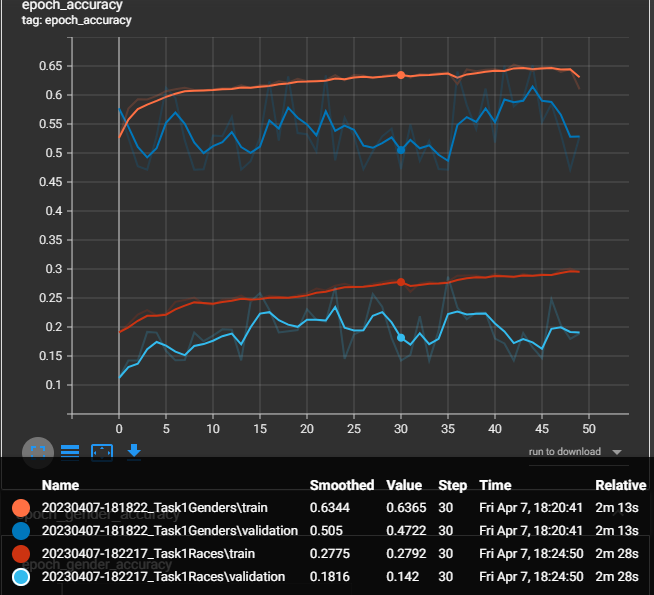 epoch_accuracy
tag: epoch_accuracy
0.65
0.6
0.55
0.5
0.45
0.4
0.35
0.3
0.25
0.2
0.15
0.1
0 5 10 15 20 25 30 35 40 45 50
run to download
Name Smoothed Value Step Time Relative
20230407-181822_Task1Genders\train 0.6344 0.6365 30 Fri Apr 7, 18:20:41 2m 13s
epoch_gender_accuracy
20230407-181822_Task1Genders\validation 0.505 0.4722 30 Fri Apr 7, 18:20:41 2m 13s
20230407-182217_Task1Races\train 0.2775 0.2792 30 Fri Apr 7, 18:24:50 2m 28s
epoch_gender_accuracy
20230407-182217_Task1Races\validation 0.1816 0.142 30 Fri Apr 7, 18:24:50 2m 28s